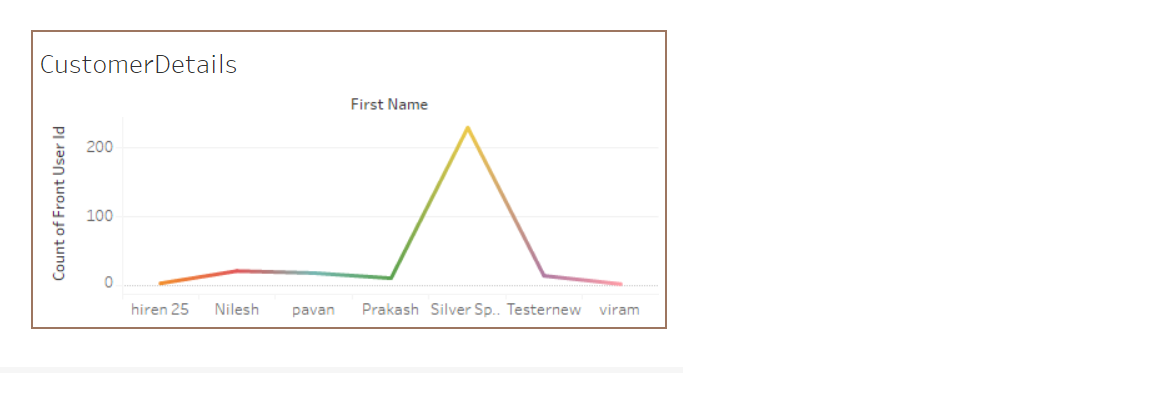 CustomerDetails
First Name
Count of Front User Id
200
100
0
hiren 25 Nilesh pavan Prakash Silver Sp.. Testernew viram